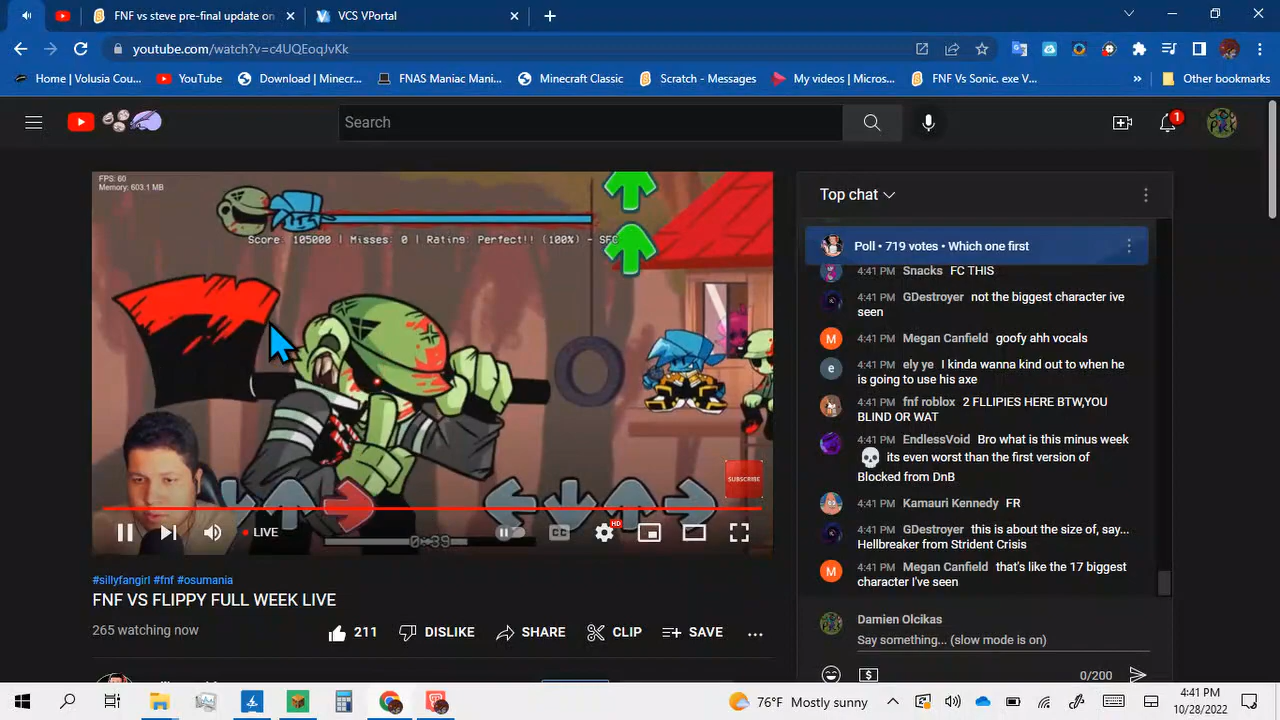 FNF vs steve pre-final update on
VCS VPortal
youtube.com/watch?v=c4UQEoqJvKk
Home | Volusia Cou...
YouTube
Download | Minecr...
FNAS Maniac Mani...
Minecraft Classic
Scratch - Messages
My videos | Micros...
FNF Vs Sonic. exe V...
Other bookmarks
Search
1
FPS: 60
Memory: 603.1 MB
Score: 105000 | Misses: 0 | Rating: Perfect!! (100%) - SFC
SUBSCRIBE
LIVE
CC
HD
0:39
Top chat
Poll • 719 votes • Which one first
4:41 PM Snacks FC THIS
4:41 PM GDestroyer not the biggest character ive
seen
4:41 PM Megan Canfield goofy ahh vocals
4:41 PM ely ye I kinda wanna kind out to when he
is going to use his axe
4:41 PM fnf roblox 2 FLLIPIES HERE BTW,YOU
BLIND OR WAT
4:41 PM EndlessVoid Bro what is this minus week
its even worst than the first version of
Blocked from DnB
4:41 PM Kamauri Kennedy FR
4:41 PM GDestroyer this is about the size of, say...
Hellbreaker from Strident Crisis
4:41 PM Megan Canfield that's like the 17 biggest
character I've seen
Damien Olcikas
Say something... (slow mode is on)
0/200
#sillyfangirl #fnf #osumania
FNF VS FLIPPY FULL WEEK LIVE
265 watching now
211
DISLIKE
SHARE
CLIP
SAVE
76°F Mostly sunny
4:41 PM
10/28/2022